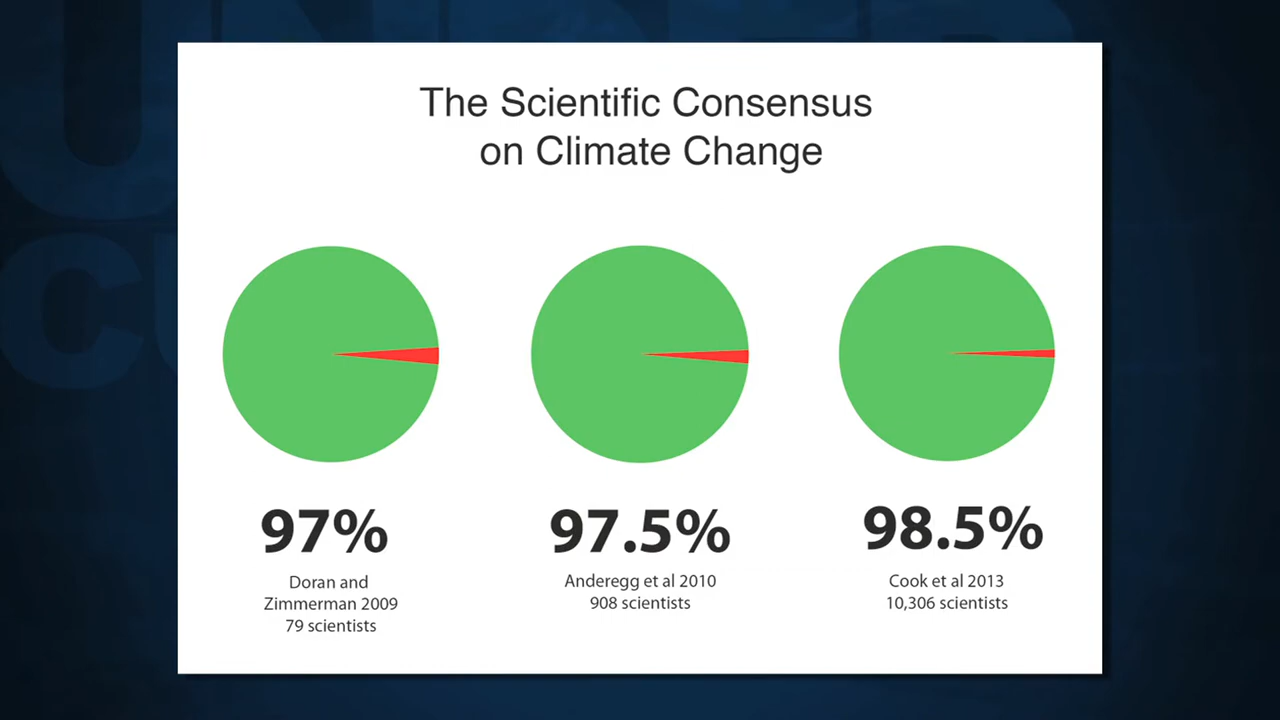 The Scientific Consensus
on Climate Change
97%
Doran and
Zimmerman 2009
79 scientists
97.5%
Anderegg et al 2010
908 scientists
98.5%
Cook et al 2013
10,306 scientists